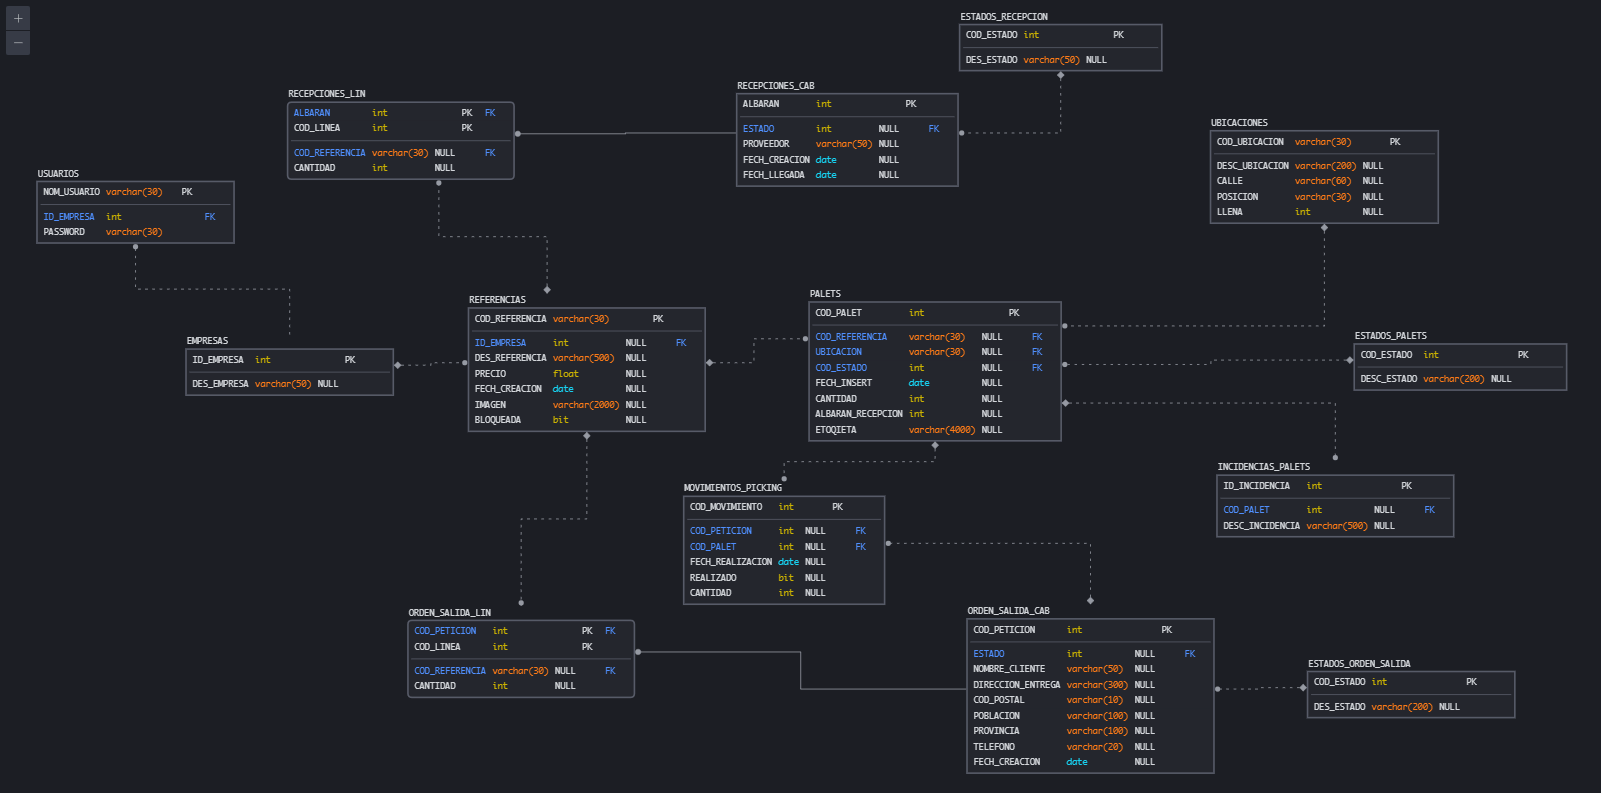 +
−
ESTADOS_RECEPCION
COD_ESTADO int PK
DES_ESTADO varchar(50) NULL
RECEPCIONES_CAB
ALBARAN int PK
ESTADO int NULL FK
PROVEEDOR varchar(50) NULL
FECH_CREACION date NULL
FECH_LLEGADA date NULL
RECEPCIONES_LIN
ALBARAN int PK FK
COD_LINEA int PK
COD_REFERENCIA varchar(30) NULL FK
CANTIDAD int NULL
UBICACIONES
COD_UBICACION varchar(30) PK
DESC_UBICACION varchar(200) NULL
CALLE varchar(60) NULL
POSICION varchar(30) NULL
LLENA int NULL
USUARIOS
NOM_USUARIO varchar(30) PK
ID_EMPRESA int FK
PASSWORD varchar(30)
REFERENCIAS
COD_REFERENCIA varchar(30) PK
ID_EMPRESA int NULL FK
DES_REFERENCIA varchar(500) NULL
PRECIO float NULL
FECH_CREACION date NULL
IMAGEN varchar(2000) NULL
BLOQUEADA bit NULL
PALETS
COD_PALET int PK
COD_REFERENCIA varchar(30) NULL FK
UBICACION varchar(30) NULL FK
COD_ESTADO int NULL FK
FECH_INSERT date NULL
CANTIDAD int NULL
ALBARAN_RECEPCION int NULL
ETOQIETA varchar(4000) NULL
EMPRESAS
ID_EMPRESA int PK
DES_EMPRESA varchar(50) NULL
ESTADOS_PALETS
COD_ESTADO int PK
DESC_ESTADO varchar(200) NULL
INCIDENCIAS_PALETS
ID_INCIDENCIA int PK
COD_PALET int NULL FK
DESC_INCIDENCIA varchar(500) NULL
MOVIMIENTOS_PICKING
COD_MOVIMIENTO int PK
COD_PETICION int NULL FK
COD_PALET int NULL FK
FECH_REALIZACION date NULL
REALIZADO bit NULL
CANTIDAD int NULL
ORDEN_SALIDA_LIN
COD_PETICION int PK FK
COD_LINEA int PK
COD_REFERENCIA varchar(30) NULL FK
CANTIDAD int NULL
ORDEN_SALIDA_CAB
COD_PETICION int PK
ESTADO int NULL FK
NOMBRE_CLIENTE varchar(50) NULL
DIRECCION_ENTREGA varchar(300) NULL
COD_POSTAL varchar(10) NULL
POBLACION varchar(100) NULL
PROVINCIA varchar(100) NULL
TELEFONO varchar(20) NULL
FECH_CREACION date NULL
ESTADOS_ORDEN_SALIDA
COD_ESTADO int PK
DES_ESTADO varchar(200) NULL